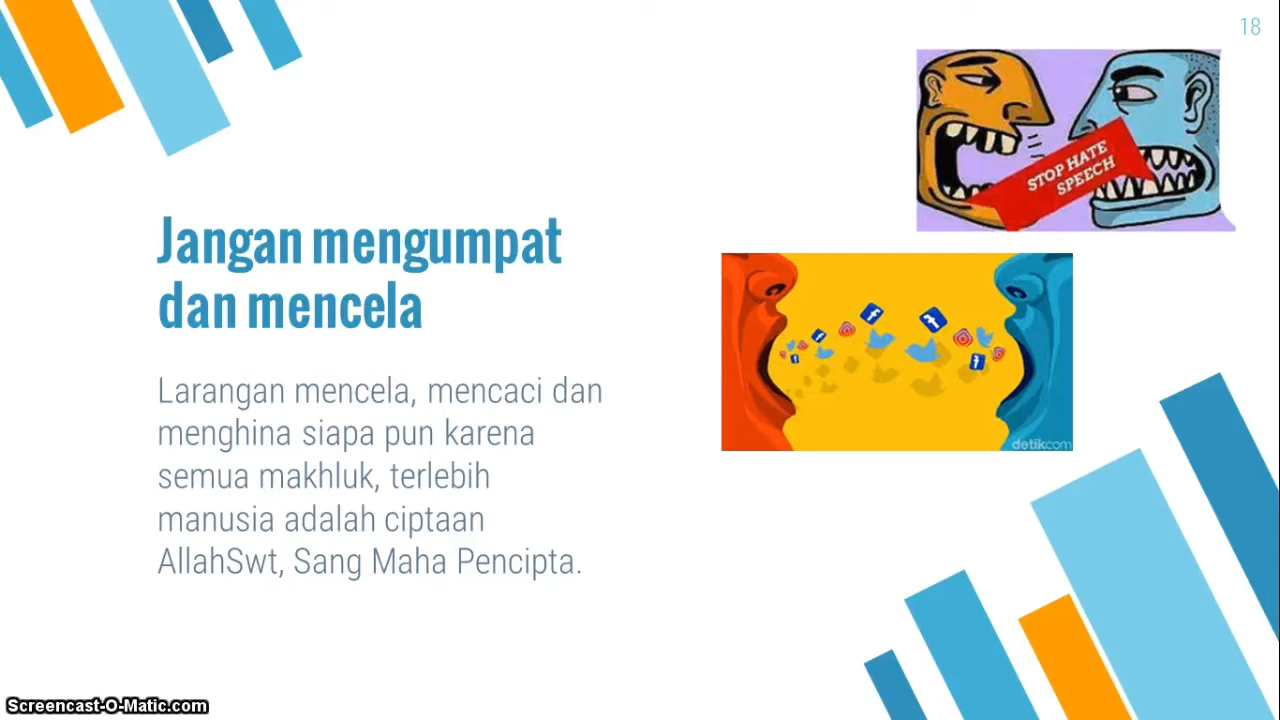 18
STOP HATE
SPEECH
Jangan mengumpat
dan mencela
Larangan mencela, mencaci dan
menghina siapa pun karena
semua makhluk, terlebih
manusia adalah ciptaan
AllahSwt, Sang Maha Pencipta.
detikcom
Screencast-O-Matic.com